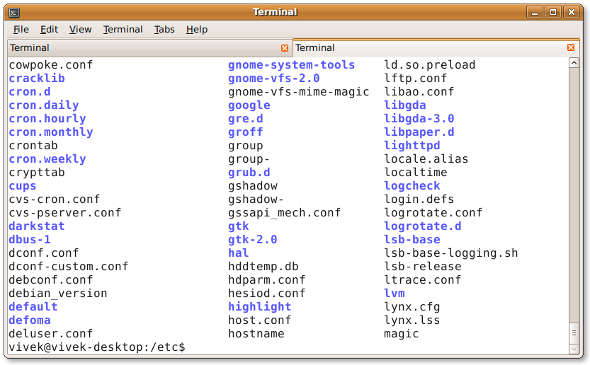 Terminal
File Edit View Terminal Tabs Help
Terminal Terminal
cowpoke.conf gnome-system-tools ld.so.preload
cracklib gnome-vfs-2.0 lftp.conf
cron.d gnome-vfs-mime-magic libao.conf
cron.daily google libgda
cron.hourly gre.d libgda-3.0
cron.monthly groff libpaper.d
crontab group lighttpd
cron.weekly group- locale.alias
crypttab grub.d localtime
cups gshadow logcheck
cvs-cron.conf gshadow- login.defs
cvs-pserver.conf gssapi_mech.conf logrotate.conf
darkstat gtk logrotate.d
dbus-1 gtk-2.0 lsb-base
dconf.conf hal lsb-base-logging.sh
dconf-custom.conf hddtemp.db lsb-release
debconf.conf hdparm.conf ltrace.conf
debian_version hesiod.conf lvm
default highlight lynx.cfg
defoma host.conf lynx.lss
deluser.conf hostname magic
vivek@vivek-desktop:/etc$